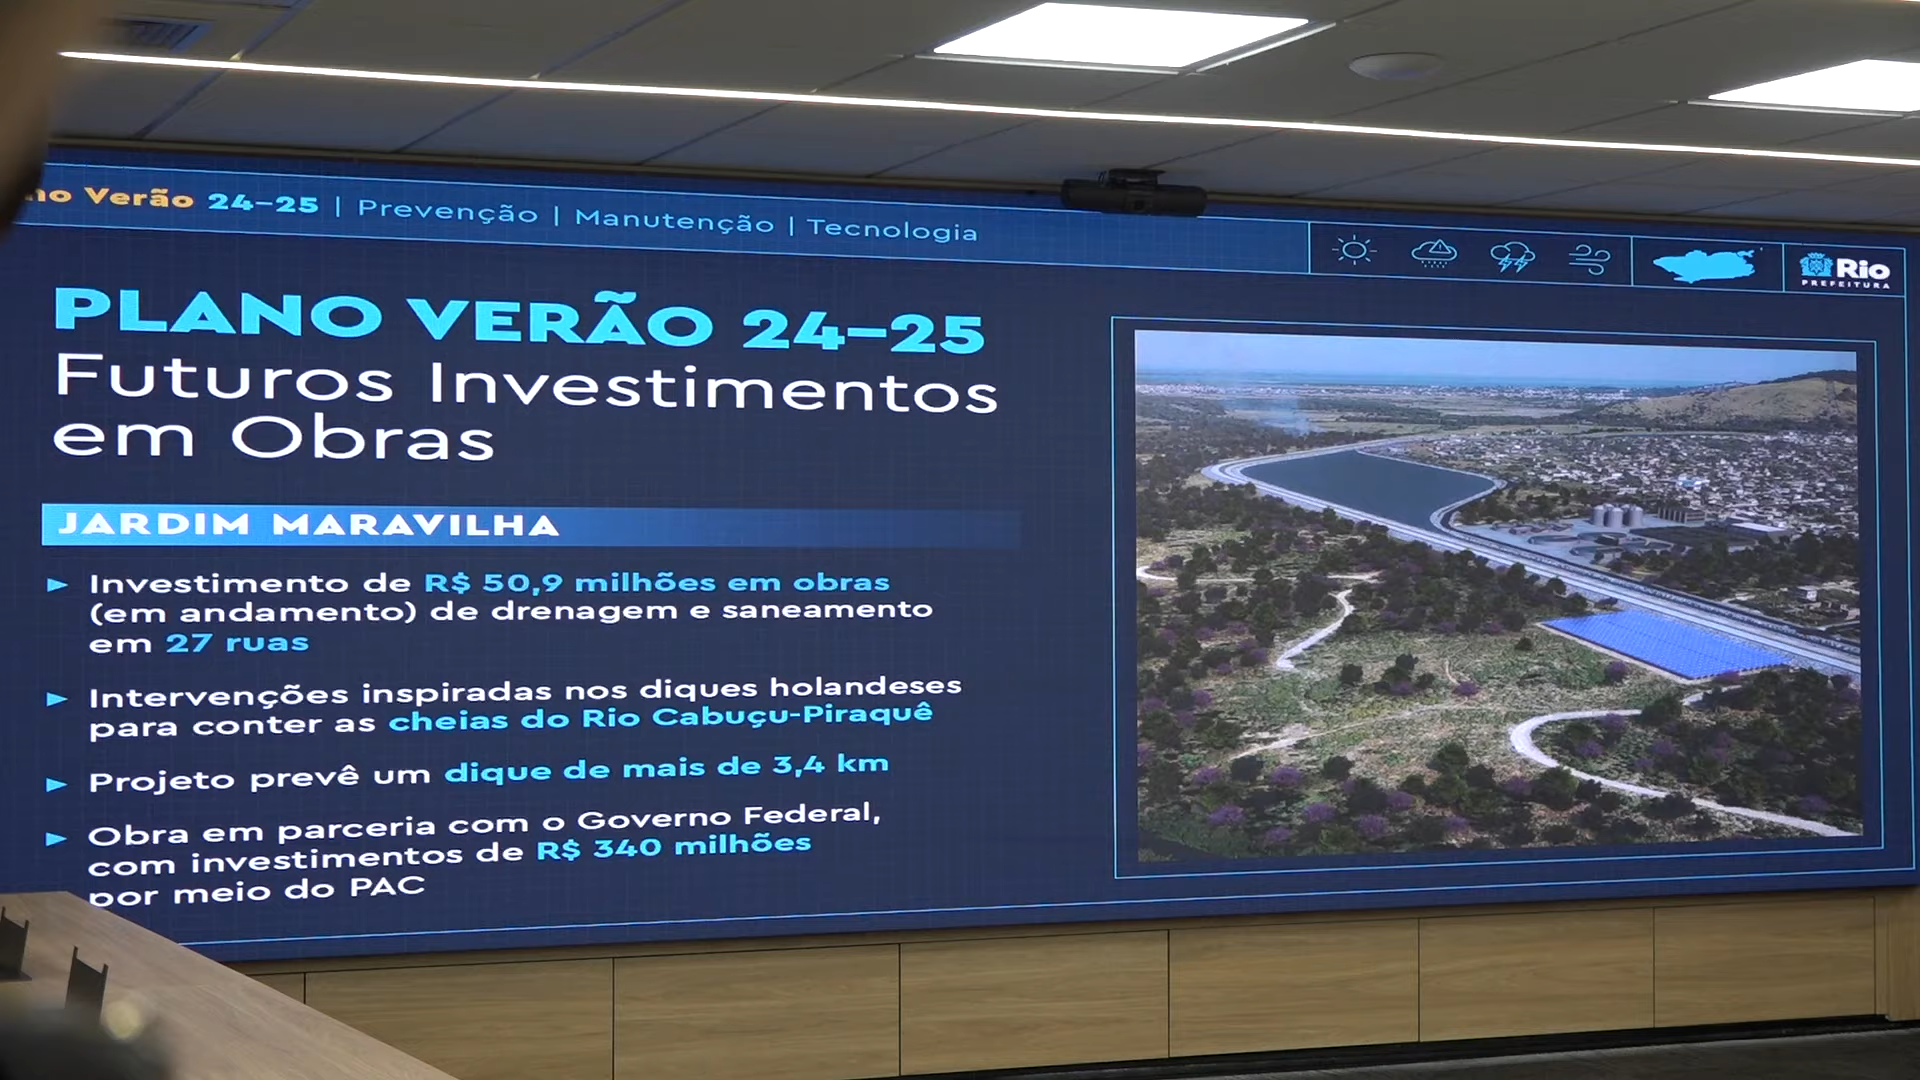 no Verão 24–25 | Prevenção | Manutenção | Tecnologia
Rio
PREFEITURA
PLANO VERÃO 24–25
Futuros Investimentos
em Obras
JARDIM MARAVILHA
► Investimento de R$ 50,9 milhões em obras
(em andamento) de drenagem e saneamento
em 27 ruas
► Intervenções inspiradas nos diques holandeses
para conter as cheias do Rio Cabuçu-Piraquê
► Projeto prevê um dique de mais de 3,4 km
► Obra em parceria com o Governo Federal,
com investimentos de R$ 340 milhões
por meio do PAC